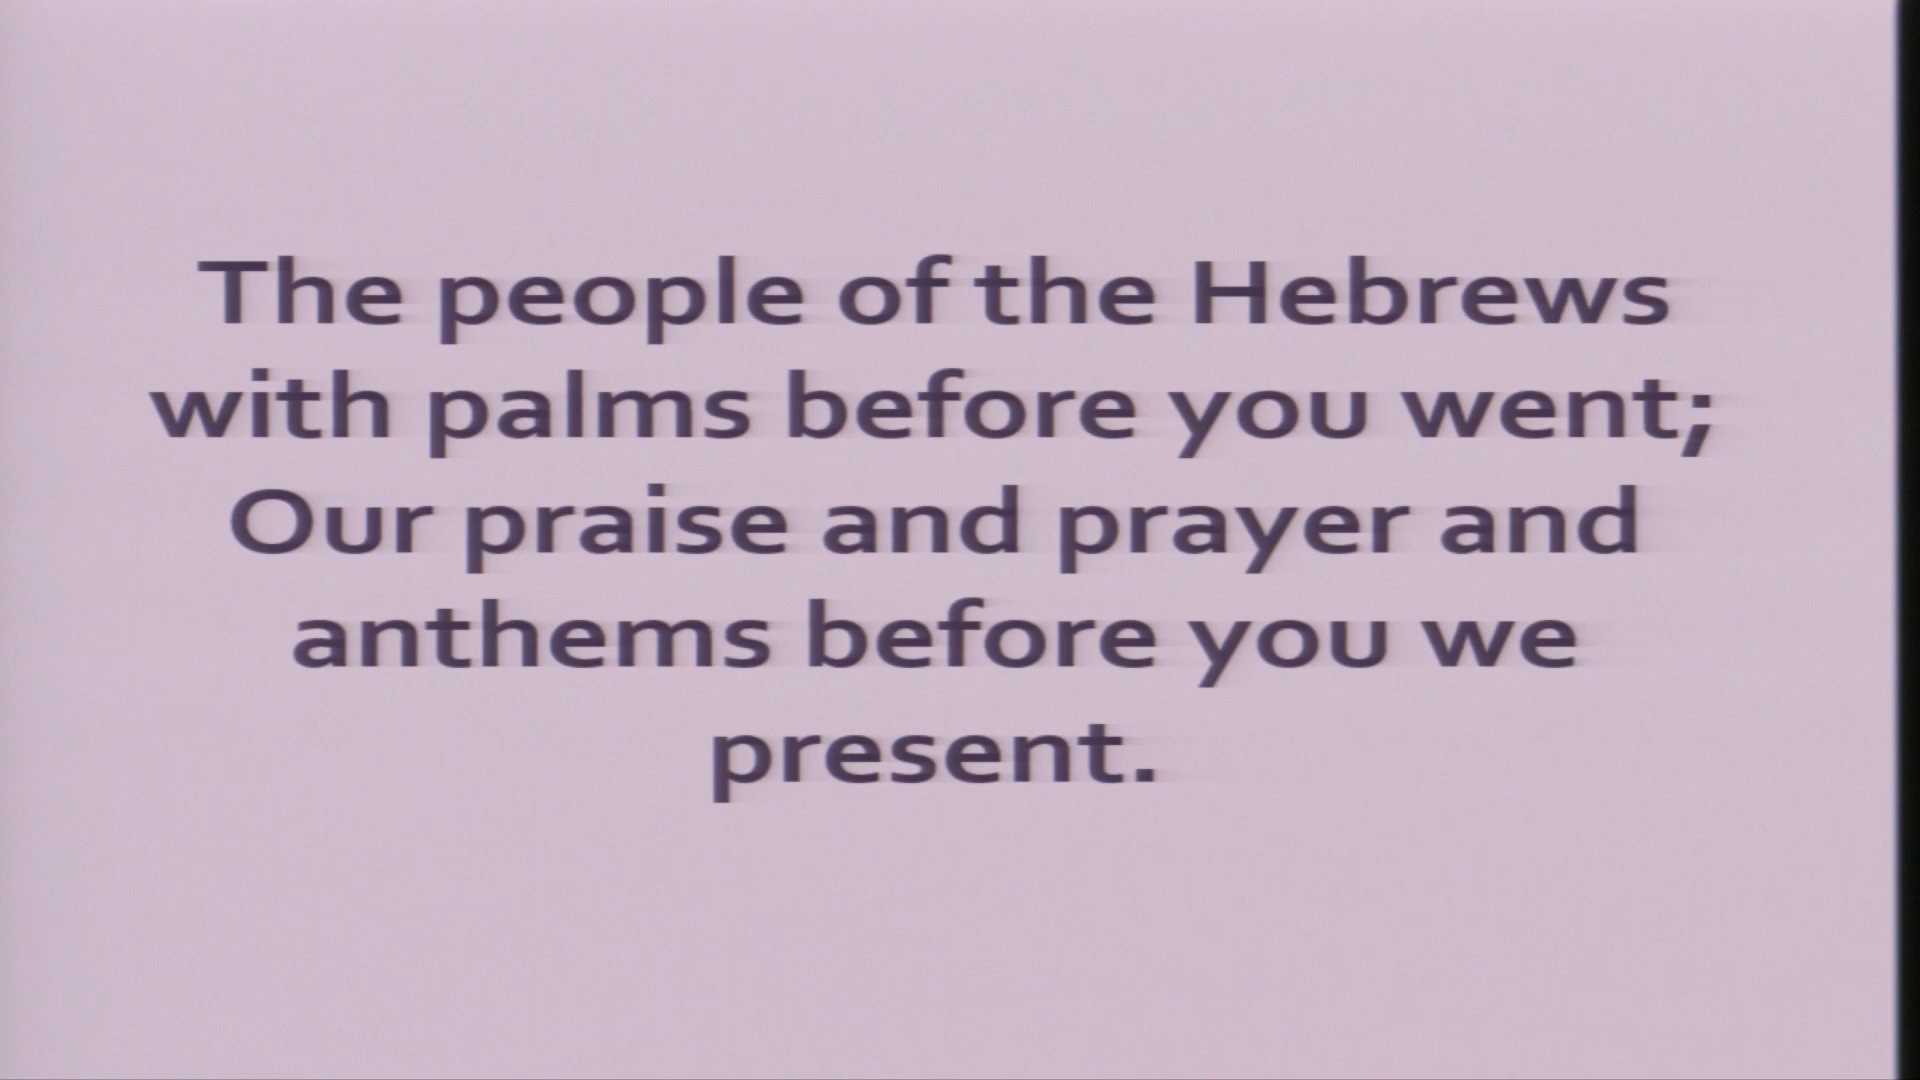 The people of the Hebrews
with palms before you went;
Our praise and prayer and
anthems before you we
present.